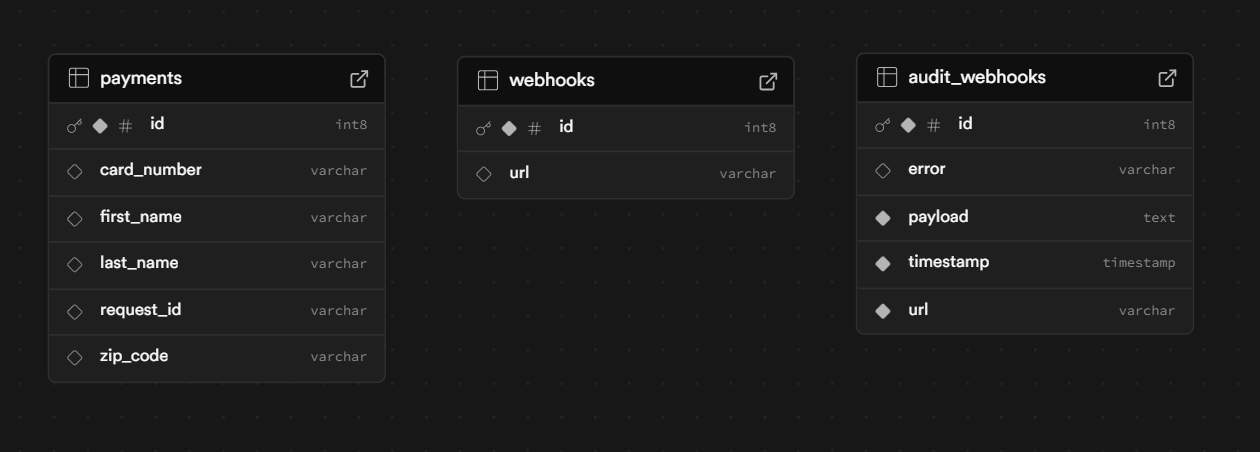 payments
# id int8
card_number varchar
first_name varchar
last_name varchar
request_id varchar
zip_code varchar
webhooks
# id int8
url varchar
audit_webhooks
# id int8
error varchar
payload text
timestamp timestamp
url varchar